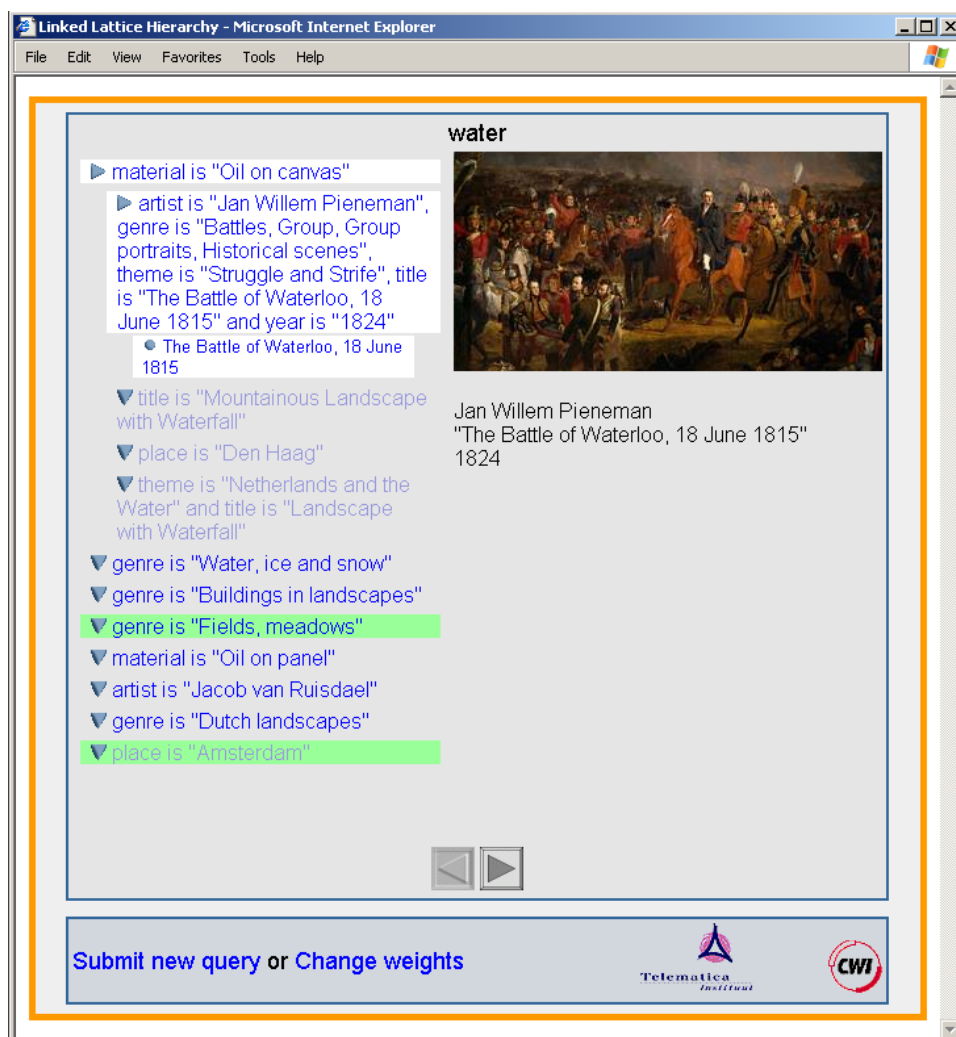 Linked Lattice Hierarchy - Microsoft Internet Explorer
File Edit View Favorites Tools Help
water
material is "Oil on canvas"
artist is "Jan Willem Pieneman",
genre is "Battles, Group, Group
portraits, Historical scenes",
theme is "Struggle and Strife", title
is "The Battle of Waterloo, 18
June 1815" and year is "1824"
The Battle of Waterloo, 18 June
1815
title is "Mountainous Landscape
with Waterfall"
place is "Den Haag"
theme is "Netherlands and the
Water" and title is "Landscape
with Waterfall"
genre is "Water, ice and snow"
genre is "Buildings in landscapes"
genre is "Fields, meadows"
material is "Oil on panel"
artist is "Jacob van Ruisdael"
genre is "Dutch landscapes"
place is "Amsterdam"
Jan Willem Pieneman
"The Battle of Waterloo, 18 June 1815"
1824
Submit new query or Change weights
Telematica
Instituut
CWI